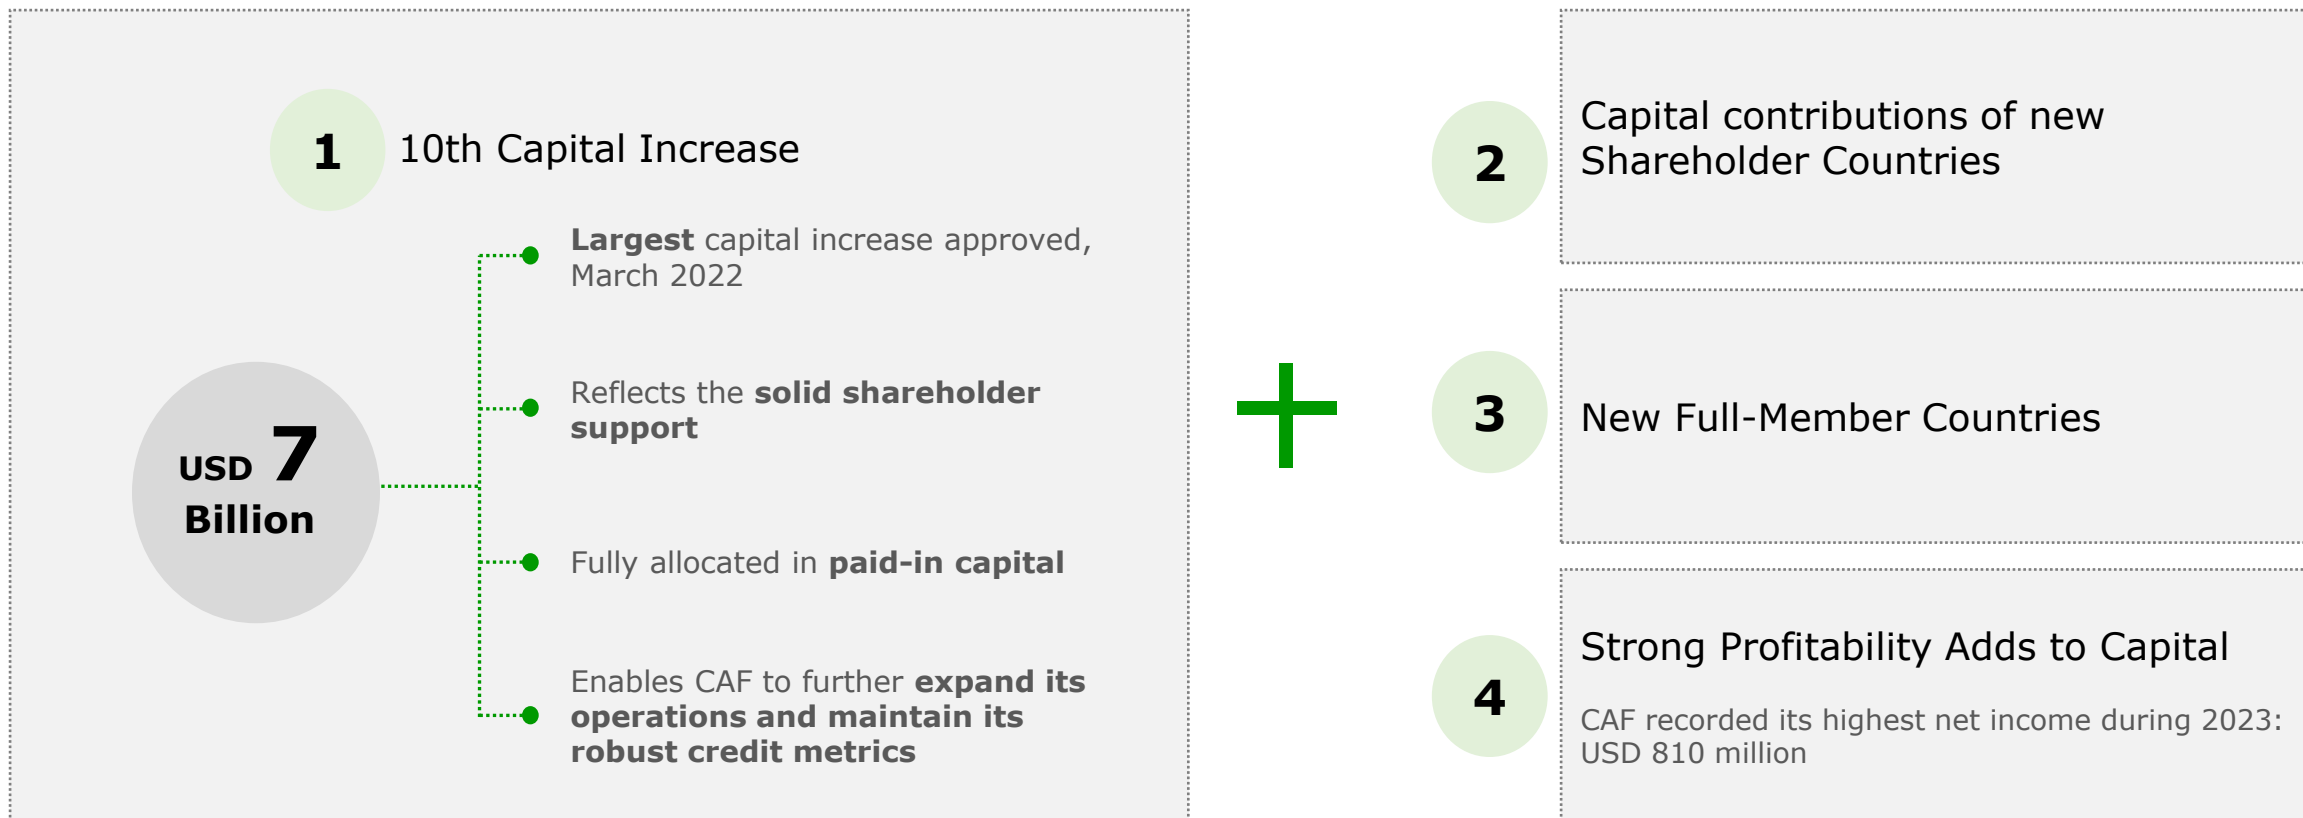 1
10th Capital Increase
Largest capital increase approved,
March 2022
Reflects the solid shareholder
support
USD 7
Billion
Fully allocated in paid-in capital
Enables CAF to further expand its
operations and maintain its
robust credit metrics
2
Capital contributions of new
Shareholder Countries
3
New Full-Member Countries
4
Strong Profitability Adds to Capital
CAF recorded its highest net income during 2023:
USD 810 million